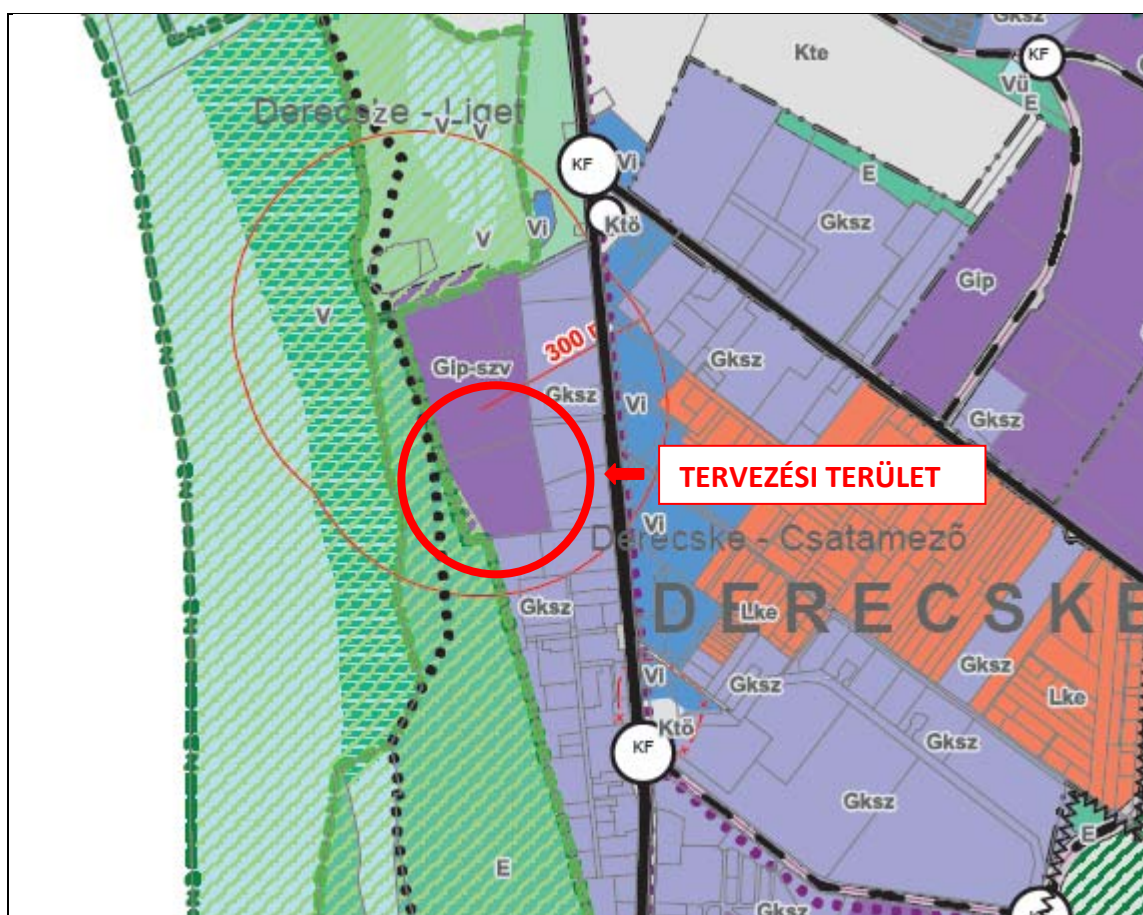 Gksz
Kte
KF
Vü
E
Derecske - Liget
V
V
KF
Vi
E
V
Vi
Ktö
Gksz
V
Gip
300
Gip-szv
Gksz
Gksz
Vi
Gksz
TERVEZÉSI TERÜLET
Vi
Derecske - Csatamező
DERECSKE
Gksz
Lke
Gksz
Vi
Gksz
Lke
Ktö
KF
Gksz
Gksz
E
E
Gksz